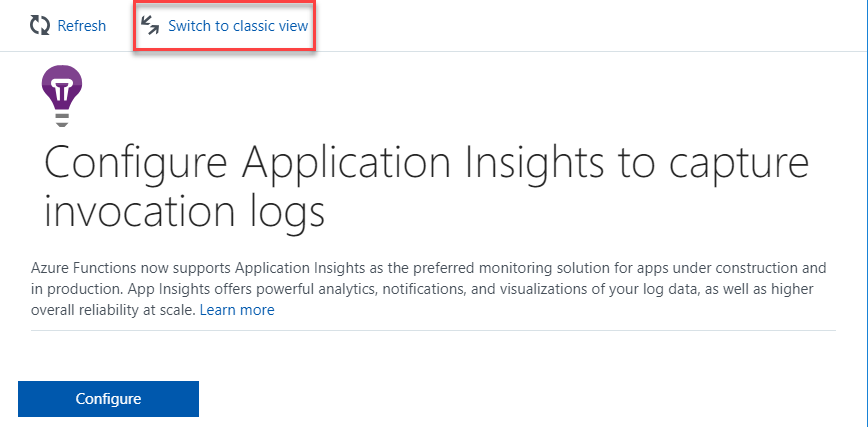 Refresh Switch to classic view
Configure Application Insights to capture
invocation logs
Azure Functions now supports Application Insights as the preferred monitoring solution for apps under construction and
in production. App Insights offers powerful analytics, notifications, and visualizations of your log data, as well as higher
overall reliability at scale. Learn more
Configure